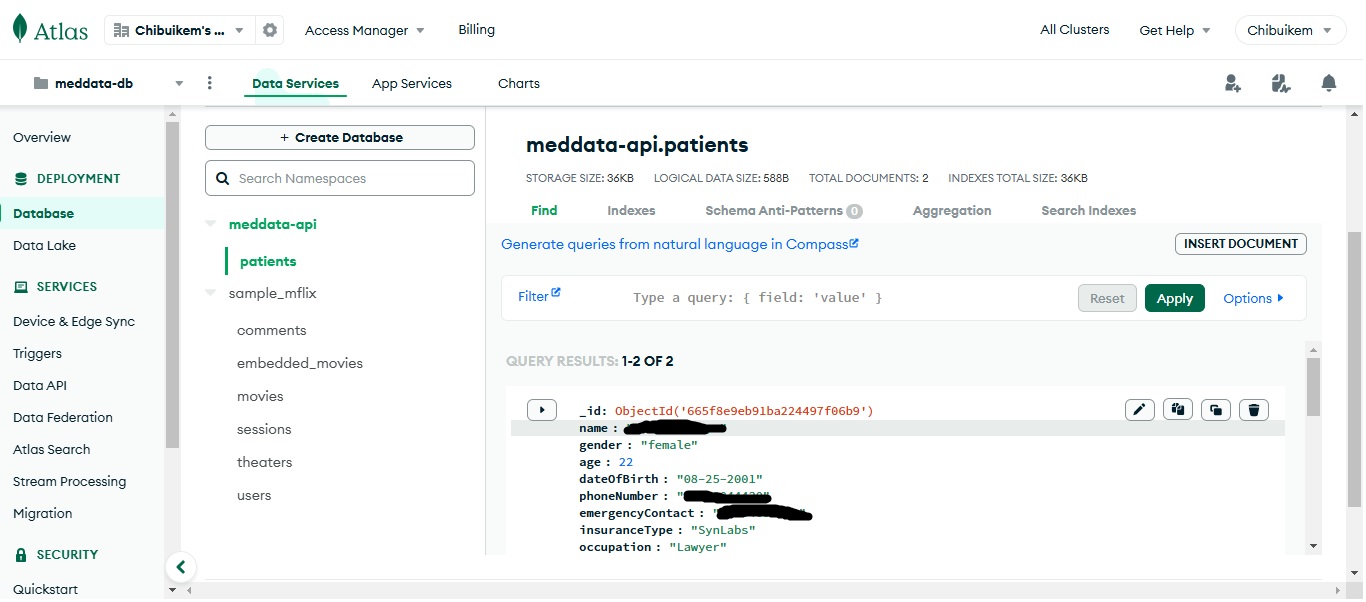 Atlas
Chibuikem's ...
Access Manager
Billing
All Clusters
Get Help
Chibuikem
meddata-db
Data Services
App Services
Charts
Overview
DEPLOYMENT
Database
Data Lake
SERVICES
Device & Edge Sync
Triggers
Data API
Data Federation
Atlas Search
Stream Processing
Migration
SECURITY
Quickstart
+ Create Database
Search Namespaces
meddata-api
patients
sample_mflix
comments
embedded_movies
movies
sessions
theaters
users
meddata-api.patients
STORAGE SIZE: 36KB LOGICAL DATA SIZE: 588B TOTAL DOCUMENTS: 2 INDEXES TOTAL SIZE: 36KB
Find Indexes Schema Anti-Patterns 0 Aggregation Search Indexes
Generate queries from natural language in Compass
INSERT DOCUMENT
Filter
Type a query: { field: 'value' }
Reset
Apply
Options
QUERY RESULTS: 1-2 OF 2
_id: ObjectId('665f8e9eb91ba224497f06b9')
name :
gender : "female"
age : 22
dateOfBirth : "08-25-2001"
phoneNumber :
emergencyContact :
insuranceType : "SynLabs"
occupation : "Lawyer"